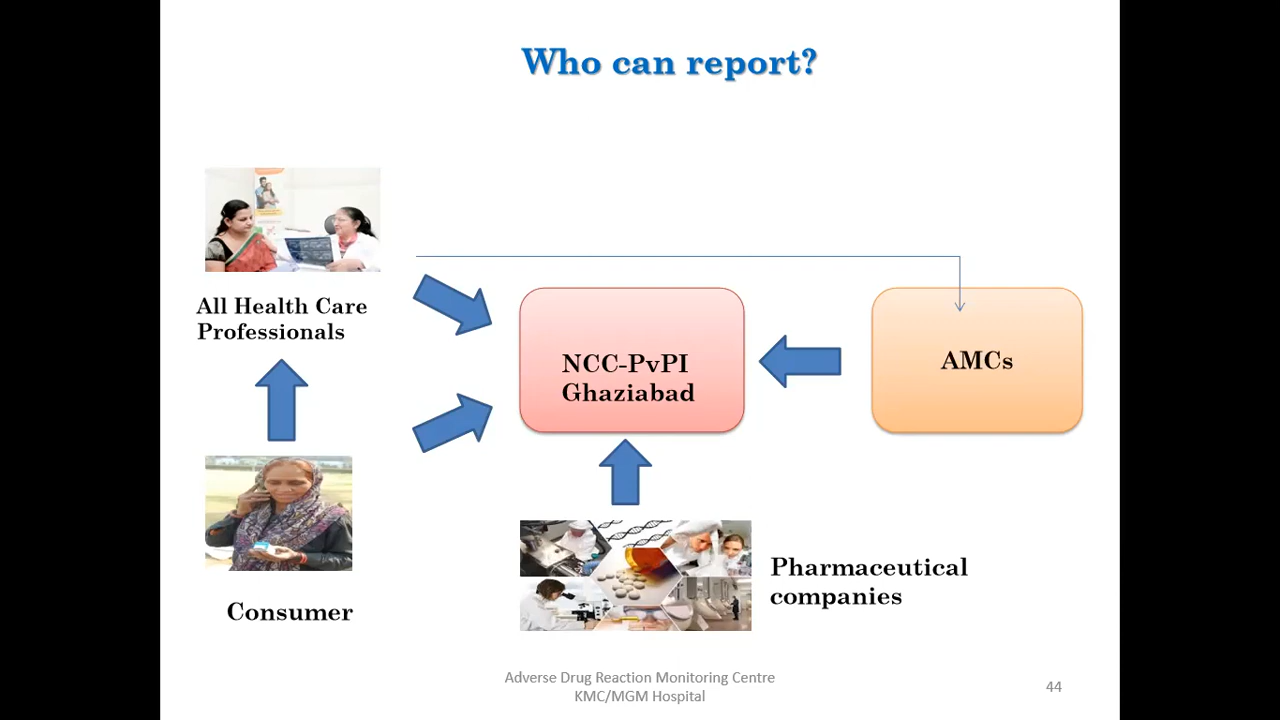 Who can report?
All Health Care
Professionals
NCC-PvPI
Ghaziabad
AMCs
Consumer
Pharmaceutical
companies
Adverse Drug Reaction Monitoring Centre
KMC/MGM Hospital
44